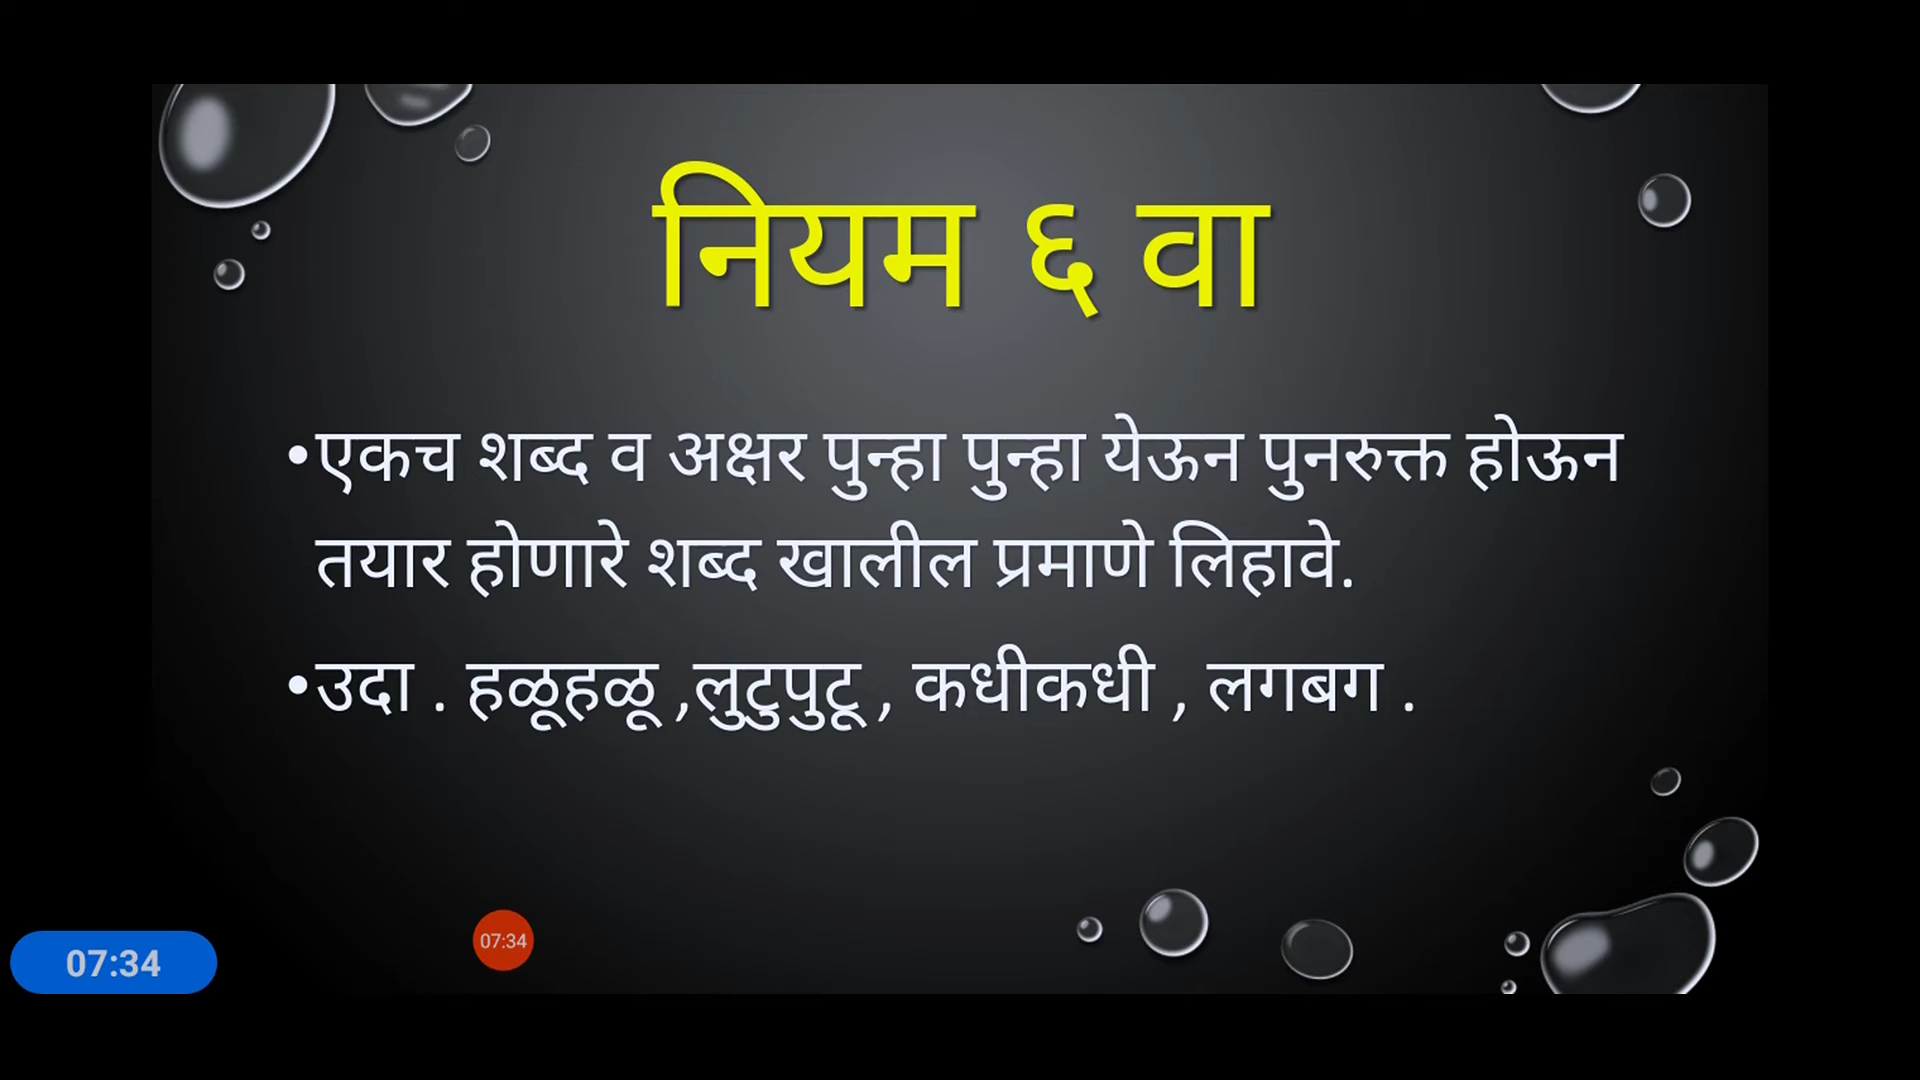 नियम ६ वा
•एकच शब्द व अक्षर पुन्हा पुन्हा येऊन पुनरुक्त होऊन
तयार होणारे शब्द खालील प्रमाणे लिहावे.
•उदा . हळूहळू ,लुटुपुटू , कधीकधी , लगबग .
07:34
07:34